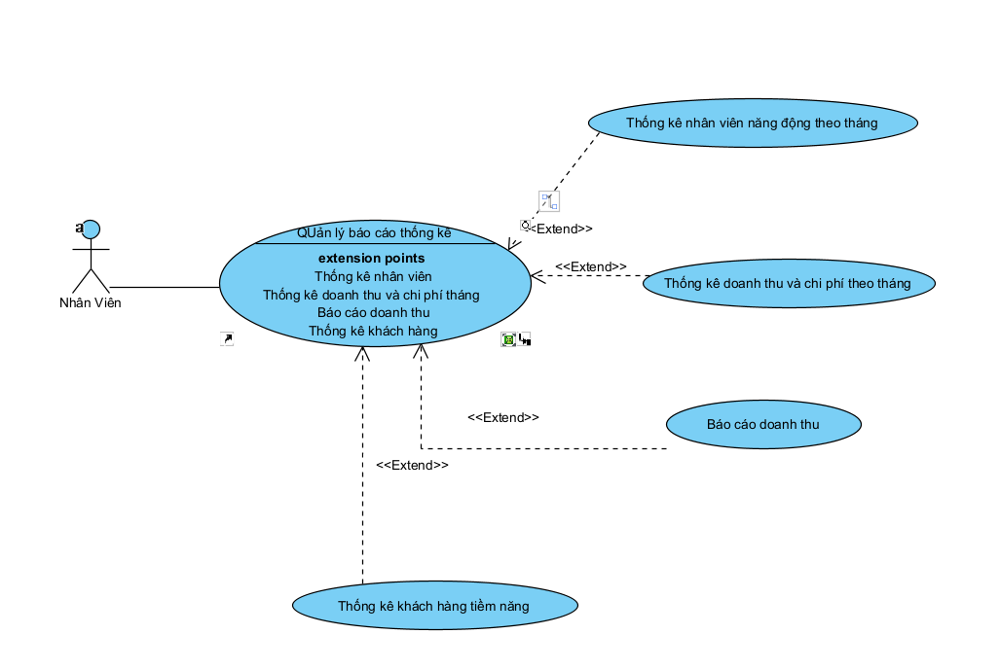 Thống kê nhân viên năng động theo tháng
a
QUản lý báo cáo thống kê
<<Extend>>
extension points
Thống kê nhân viên
<<Extend>>
Thống kê doanh thu và chi phí theo tháng
Thống kê doanh thu và chi phí tháng
Nhân Viên
Báo cáo doanh thu
Thống kê khách hàng
<<Extend>>
Báo cáo doanh thu
<<Extend>>
Thống kê khách hàng tiềm năng